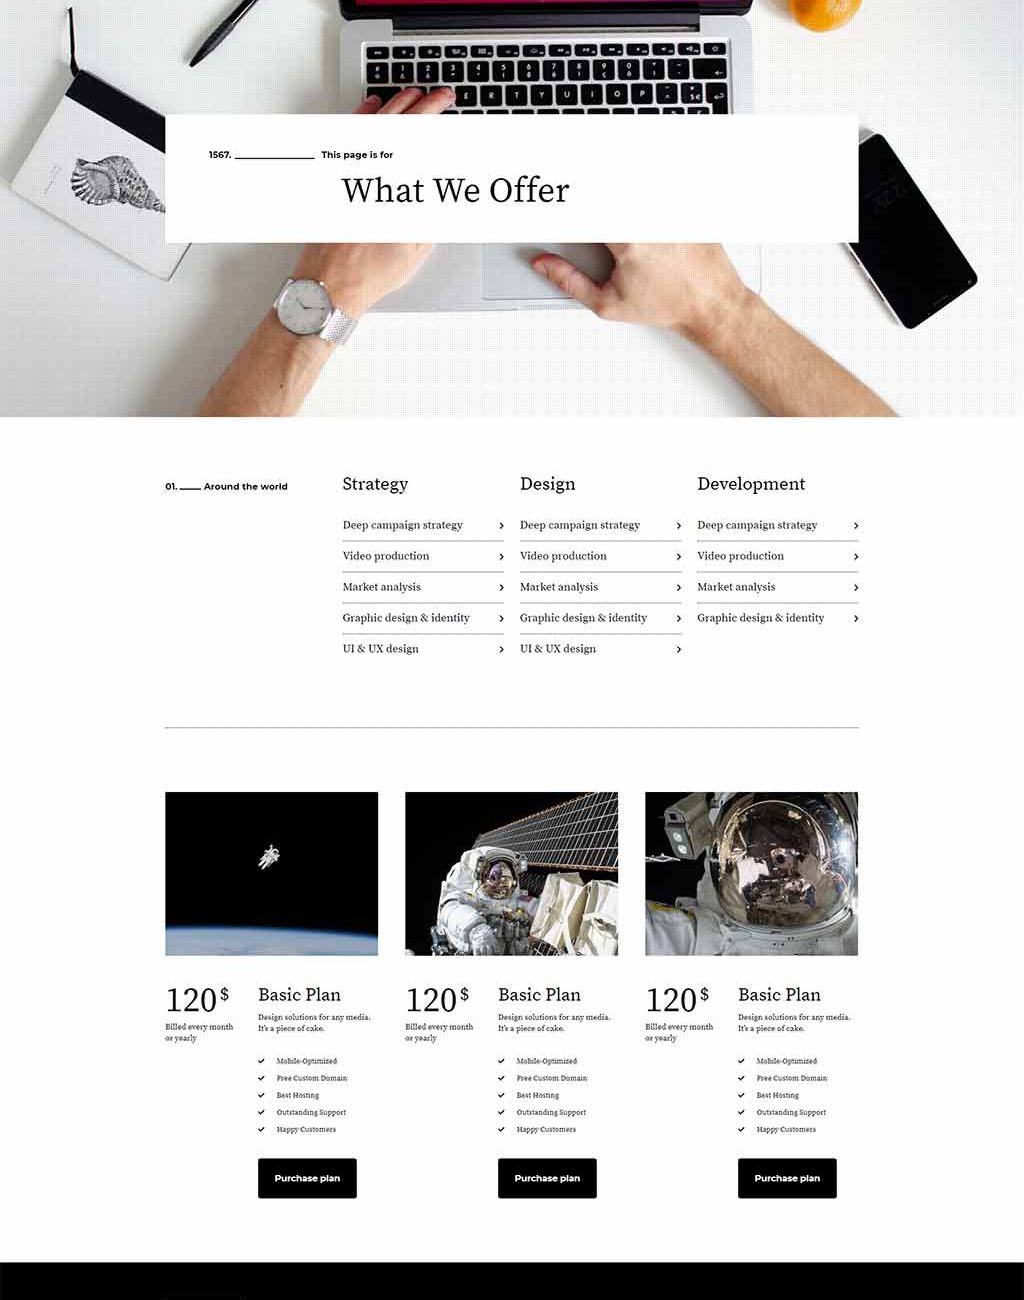 1567. This page is for
What We Offer
01. Around the world
Strategy
Deep campaign strategy
Video production
Market analysis
Graphic design & identity
UI & UX design
Design
Deep campaign strategy
Video production
Market analysis
Graphic design & identity
UI & UX design
Development
Deep campaign strategy
Video production
Market analysis
Graphic design & identity
120$
Billed every month
or yearly
Basic Plan
Design solutions for any media.
It's a piece of cake.
Mobile-Optimized
Free Custom Domain
Best Hosting
Outstanding Support
Happy Customers
Purchase plan
120$
Billed every month
or yearly
Basic Plan
Design solutions for any media.
It's a piece of cake.
Mobile-Optimized
Free Custom Domain
Best Hosting
Outstanding Support
Happy Customers
Purchase plan
120$
Billed every month
or yearly
Basic Plan
Design solutions for any media.
It's a piece of cake.
Mobile-Optimized
Free Custom Domain
Best Hosting
Outstanding Support
Happy Customers
Purchase plan